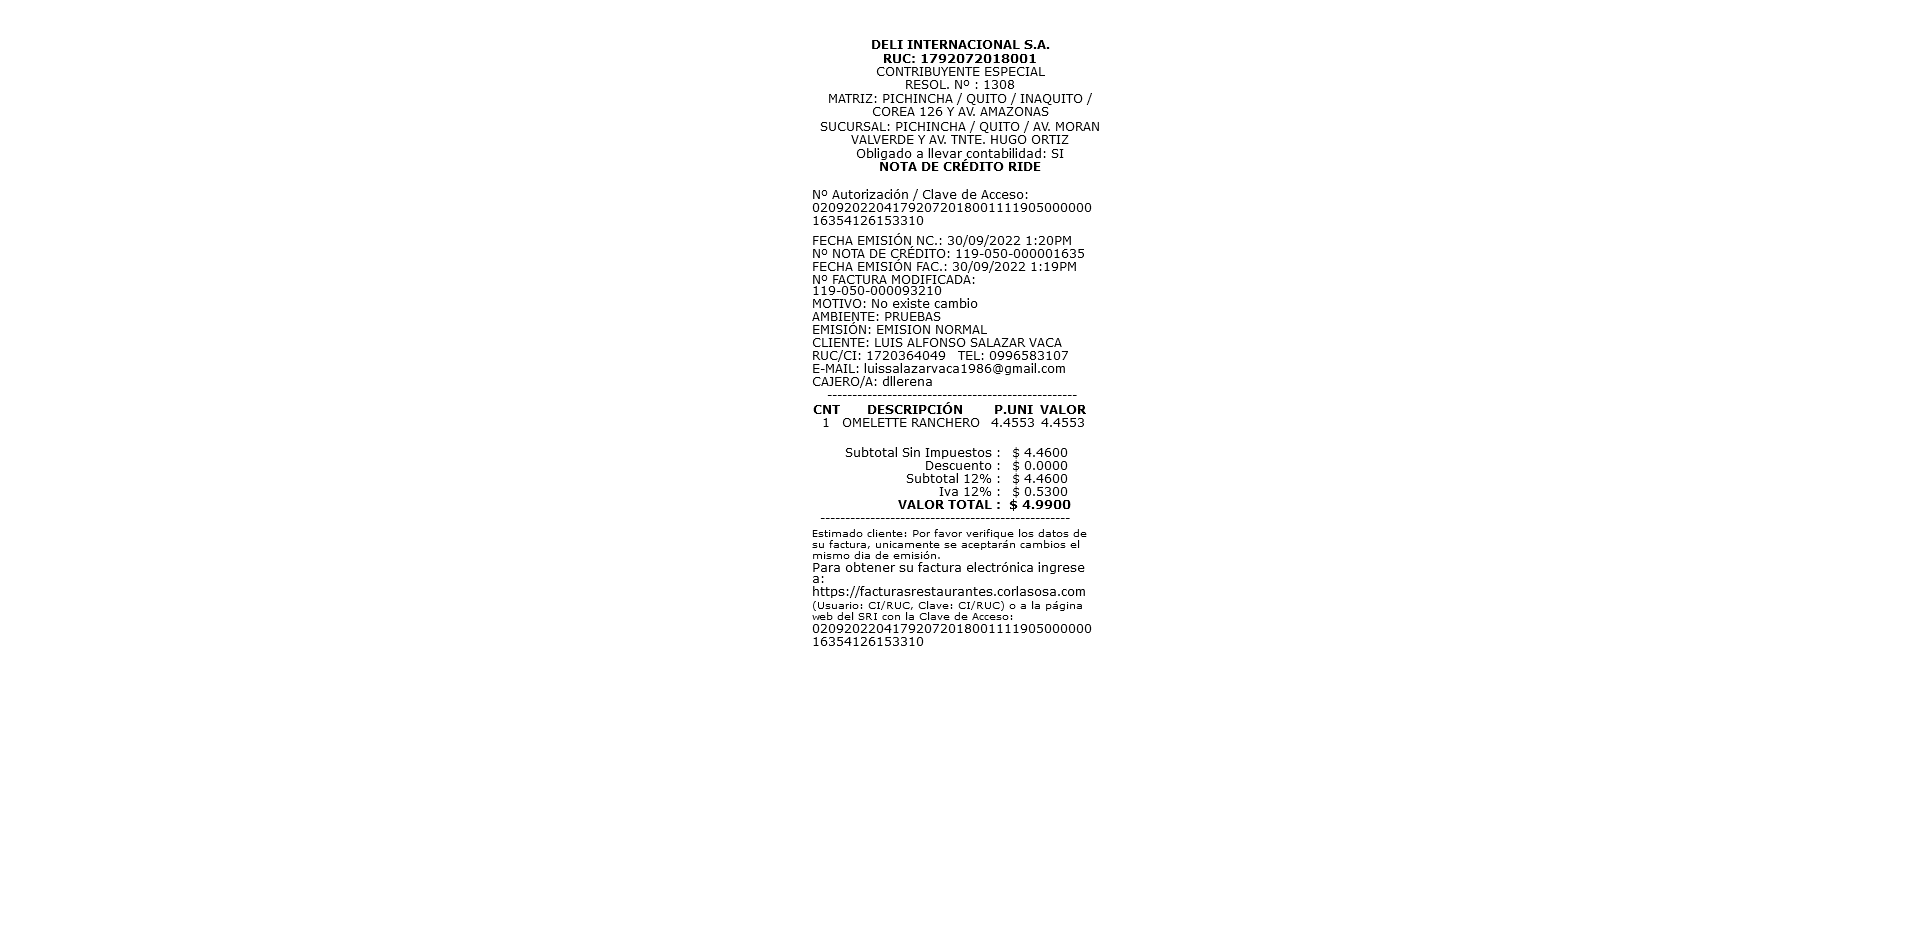 DELI INTERNACIONAL S.A.
RUC: 1792072018001
CONTRIBUYENTE ESPECIAL
RESOL. Nº : 1308
MATRIZ: PICHINCHA / QUITO / INAQUITO /
COREA 126 Y AV. AMAZONAS
SUCURSAL: PICHINCHA / QUITO / AV. MORAN
VALVERDE Y AV. TNTE. HUGO ORTIZ
Obligado a llevar contabilidad: SI
NOTA DE CRÉDITO RIDE
Nº Autorización / Clave de Acceso:
02092022041792072018001111905000000
16354126153310
FECHA EMISIÓN NC.: 30/09/2022 1:20PM
Nº NOTA DE CRÉDITO: 119-050-000001635
FECHA EMISIÓN FAC.: 30/09/2022 1:19PM
Nº FACTURA MODIFICADA:
119-050-000093210
MOTIVO: No existe cambio
AMBIENTE: PRUEBAS
EMISIÓN: EMISION NORMAL
CLIENTE: LUIS ALFONSO SALAZAR VACA
RUC/CI: 1720364049 TEL: 0996583107
E-MAIL: luissalazarvaca1986@gmail.com
CAJERO/A: dllerena
--------------------------------------------------
CNT DESCRIPCIÓN P.UNI VALOR
1 OMELETTE RANCHERO 4.4553 4.4553
Subtotal Sin Impuestos : $ 4.4600
Descuento : $ 0.0000
Subtotal 12% : $ 4.4600
Iva 12% : $ 0.5300
VALOR TOTAL : $ 4.9900
--------------------------------------------------
Estimado cliente: Por favor verifique los datos de
su factura, unicamente se aceptarán cambios el
mismo dia de emisión.
Para obtener su factura electrónica ingrese
a:
https://facturasrestaurantes.corlasosa.com
(Usuario: CI/RUC, Clave: CI/RUC) o a la página
web del SRI con la Clave de Acceso:
02092022041792072018001111905000000
16354126153310